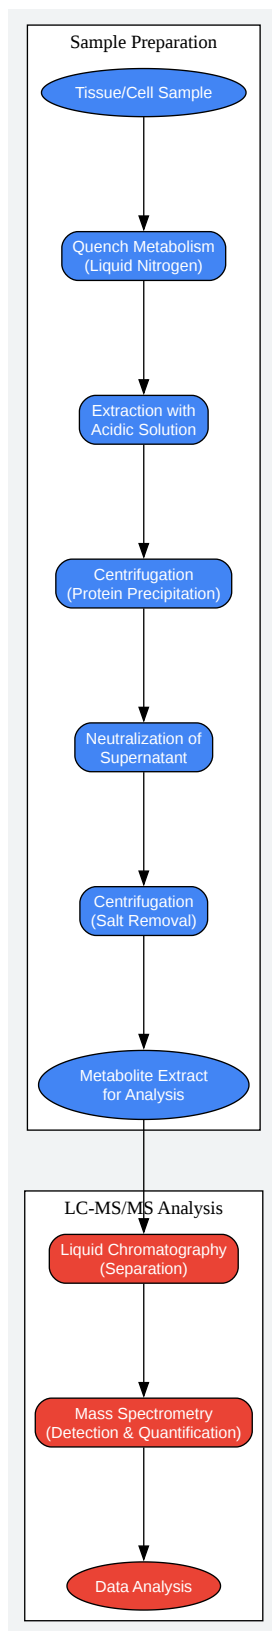 Sample Preparation
Tissue/Cell Sample
Quench Metabolism
(Liquid Nitrogen)
Extraction with
Acidic Solution
Centrifugation
(Protein Precipitation)
Neutralization of
Supernatant
Centrifugation
(Salt Removal)
Metabolite Extract
for Analysis
LC-MS/MS Analysis
Liquid Chromatography
(Separation)
Mass Spectrometry
(Detection & Quantification)
Data Analysis